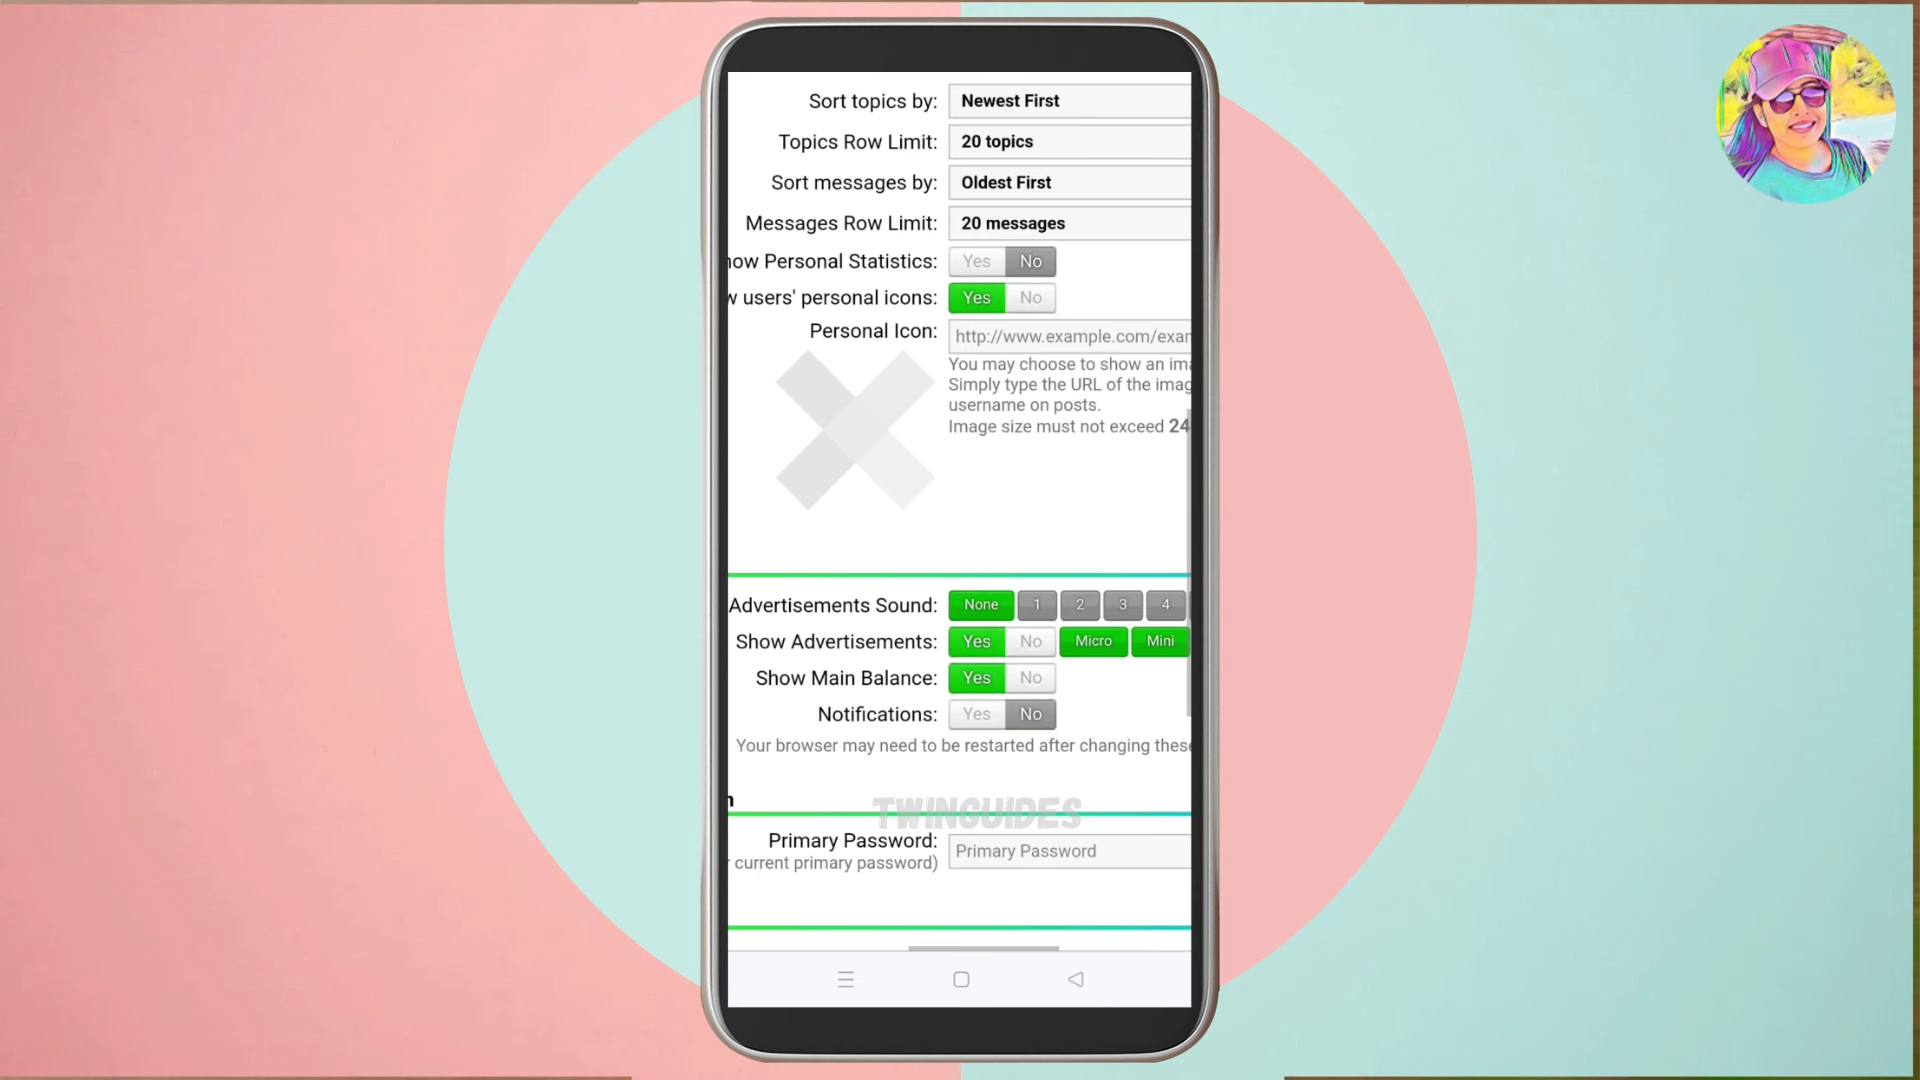 Sort topics by: Newest First
Topics Row Limit: 20 topics
Sort messages by: Oldest First
Messages Row Limit: 20 messages
ow Personal Statistics: Yes No
w users' personal icons: Yes No
Personal Icon: http://www.example.com/exar
You may choose to show an ima
Simply type the URL of the imag
username on posts.
Image size must not exceed 24
Advertisements Sound: None 1 2 3 4
Show Advertisements: Yes No Micro Mini
Show Main Balance: Yes No
Notifications: Yes No
Your browser may need to be restarted after changing these
TWINGUIDES
Primary Password: Primary Password
current primary password)